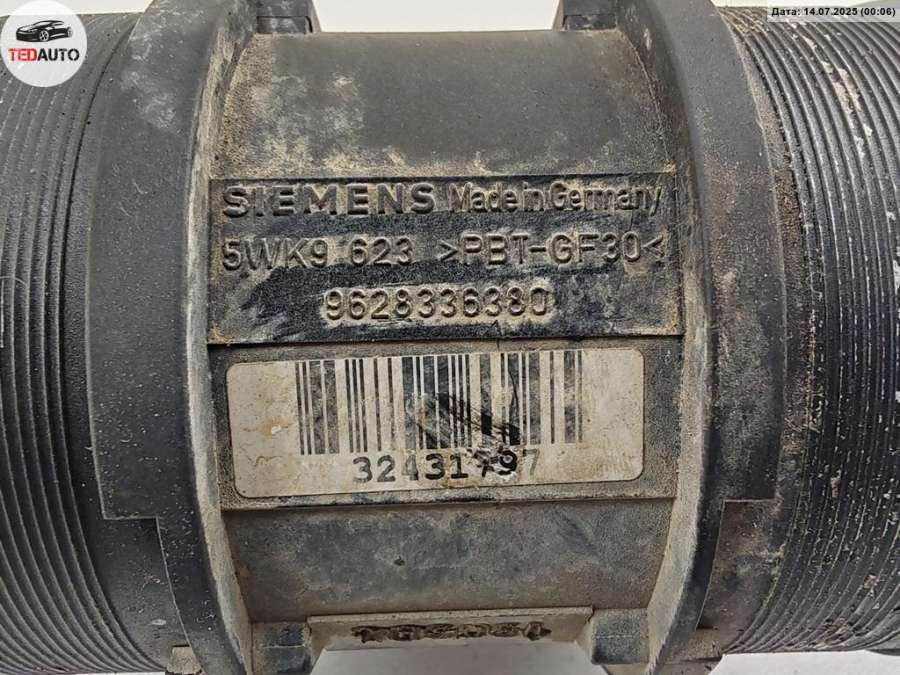 TEDAUTO
Дата: 14.07.2025 (00:06)
SIEMENS Made in Germany
5WK9 623 >PBT-GF30<
9628336380
32431797